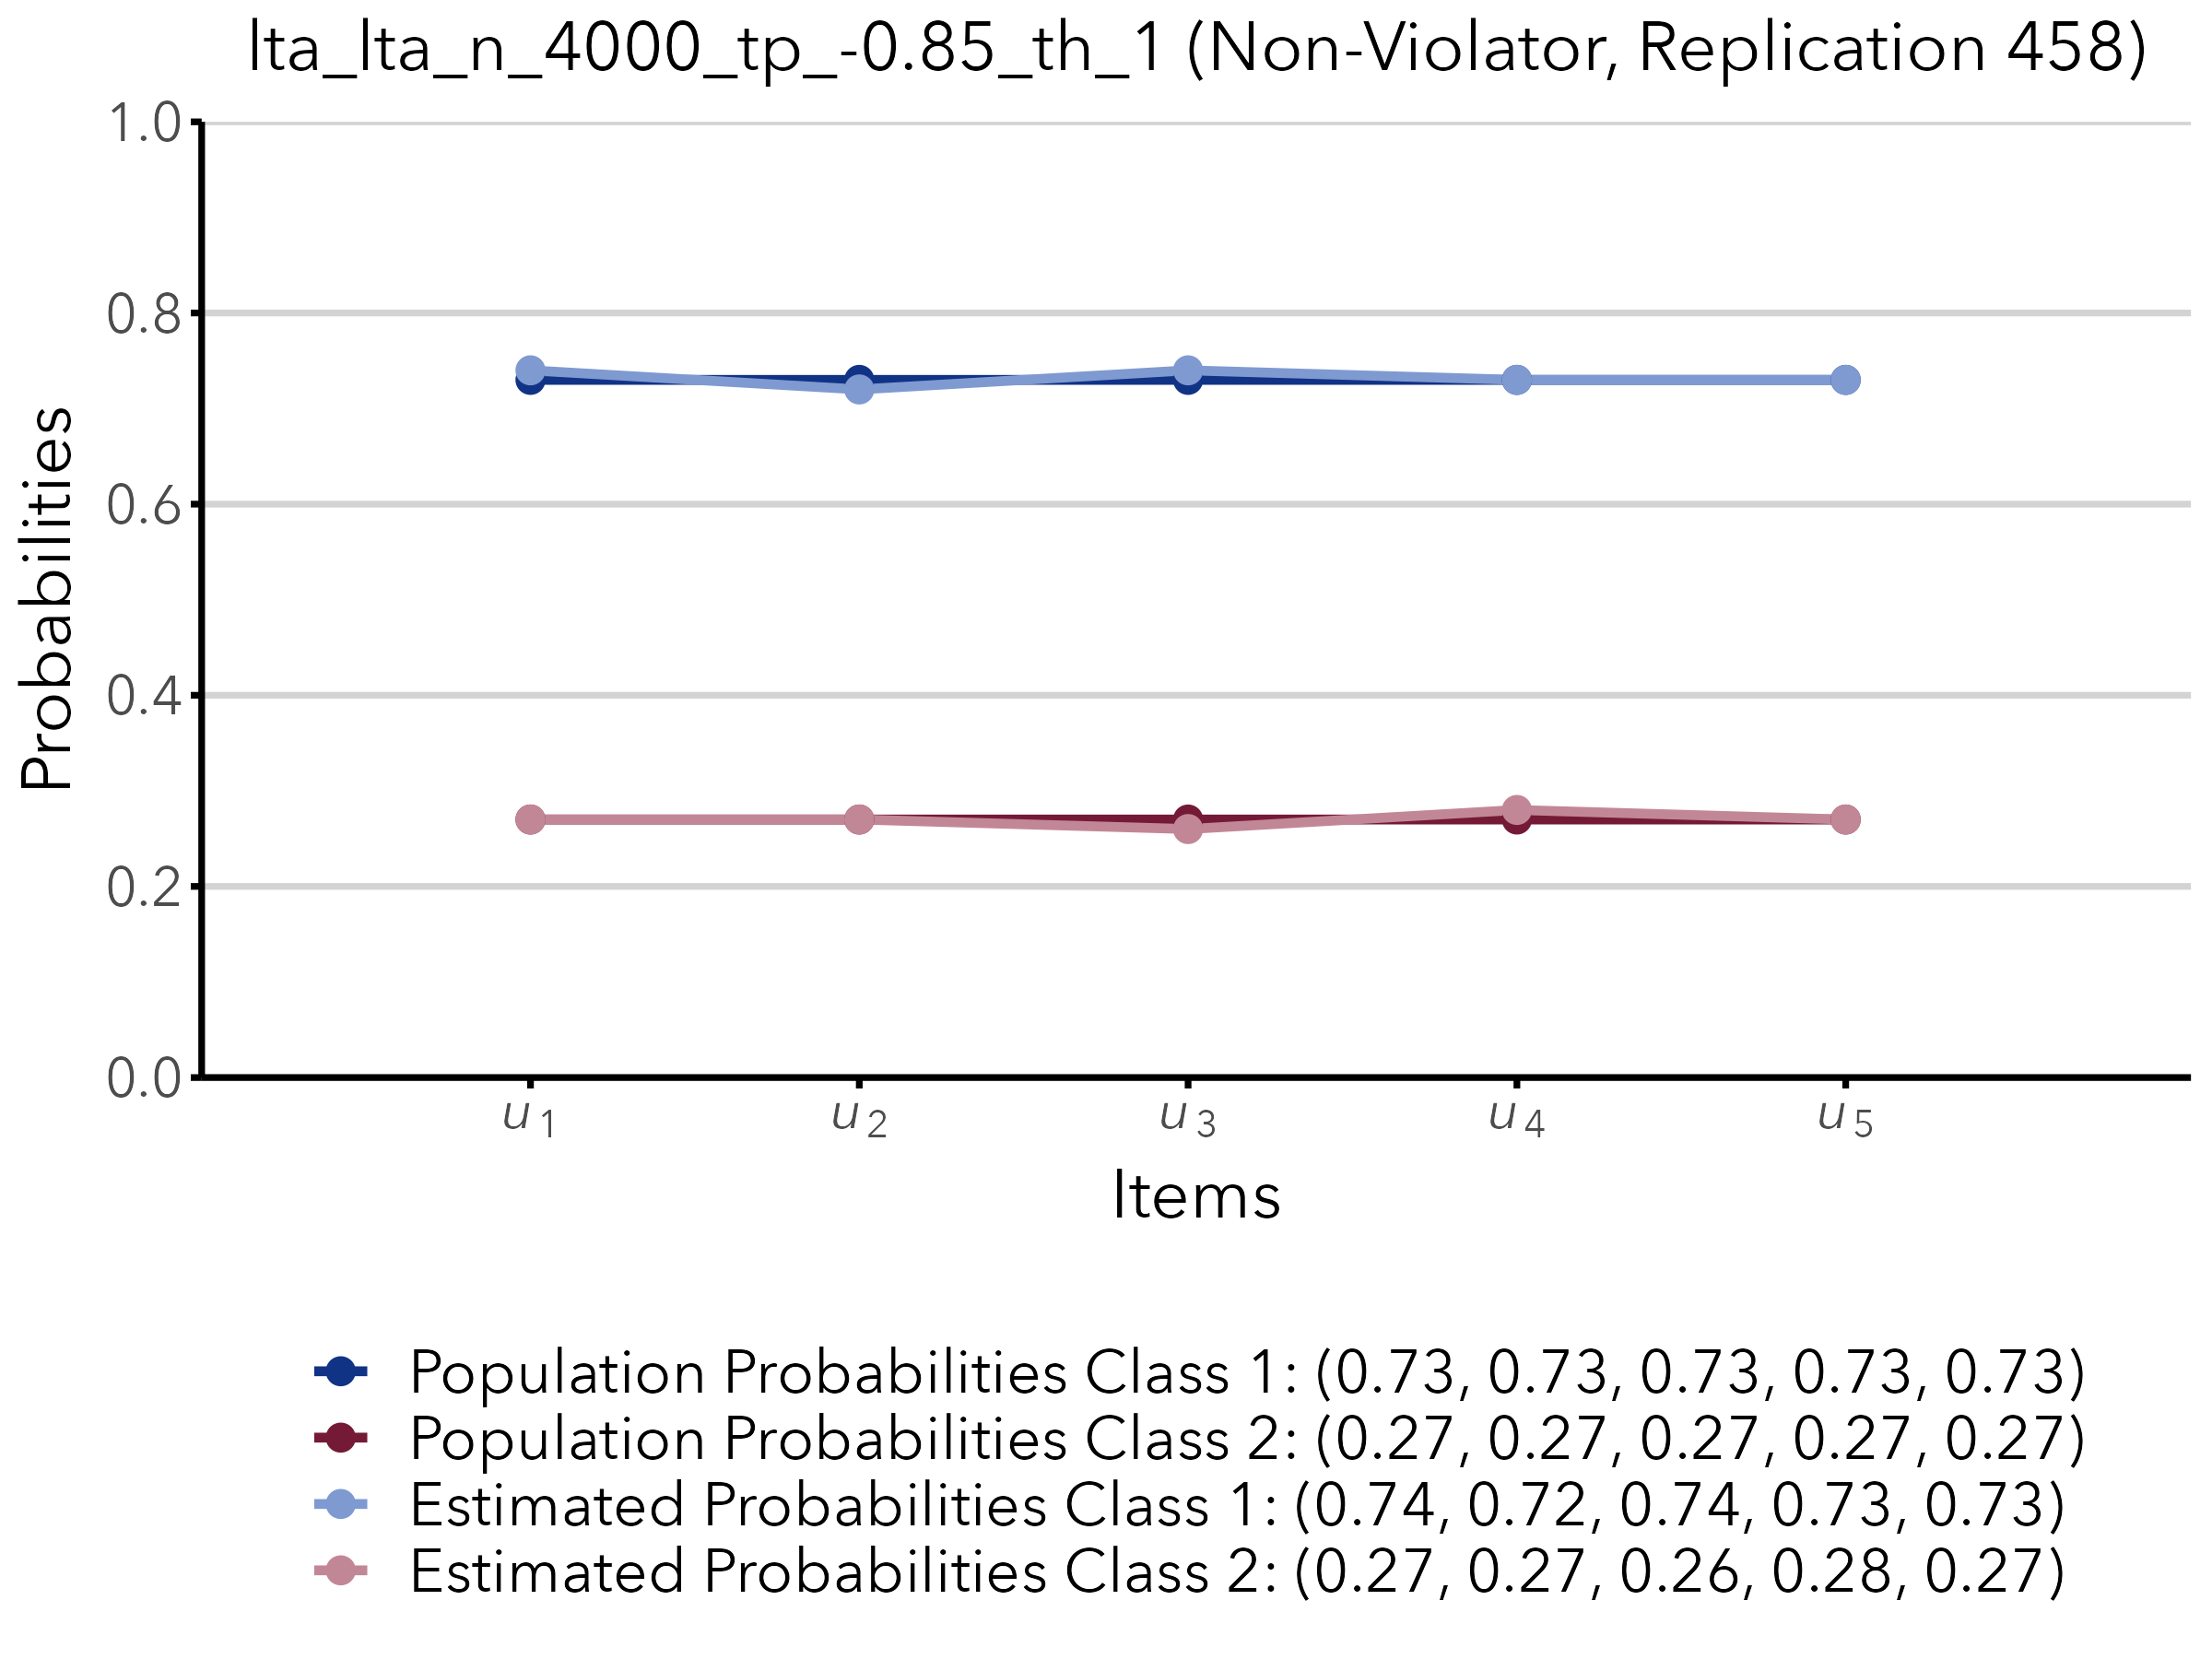 lta_lta_n_4000_tp_-0.85_th_1 (Non-Violator, Replication 458)
1.0
0.8
0.6
0.4
0.2
0.0
Probabilities
u1 u2 u3 u4 u5
Items
Population Probabilities Class 1: (0.73, 0.73, 0.73, 0.73, 0.73)
Population Probabilities Class 2: (0.27, 0.27, 0.27, 0.27, 0.27)
Estimated Probabilities Class 1: (0.74, 0.72, 0.74, 0.73, 0.73)
Estimated Probabilities Class 2: (0.27, 0.27, 0.26, 0.28, 0.27)